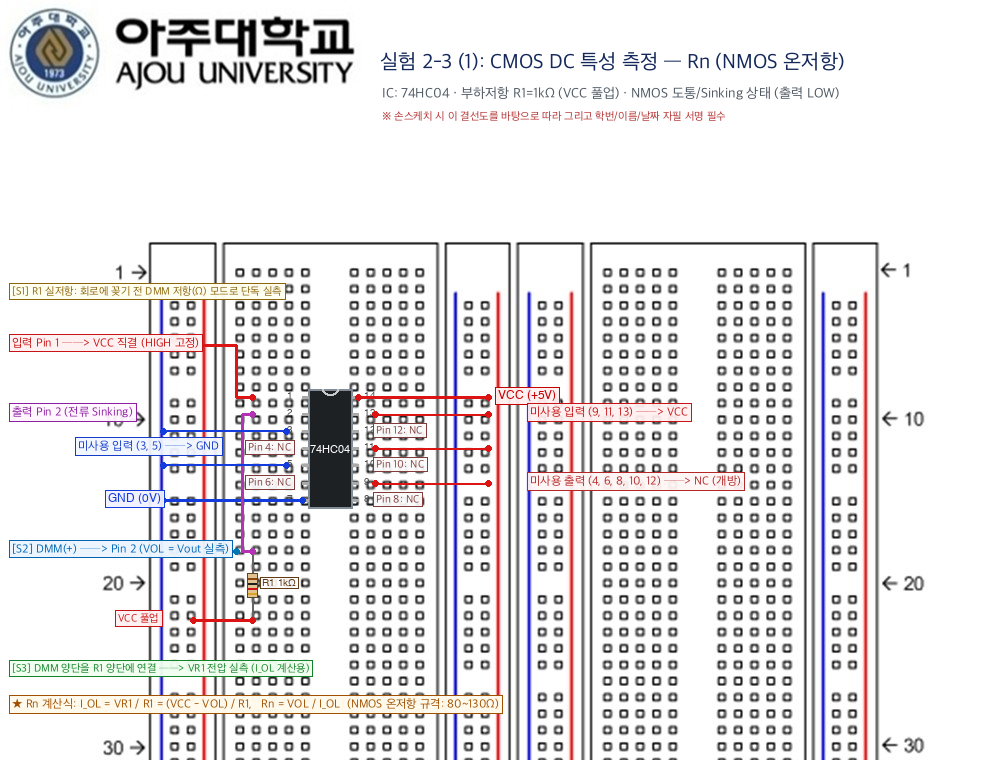 아주대학교
1973
AJOU UNIVERSITY
아주대학교
AJOU UNIVERSITY
실험 2-3 (1): CMOS DC 특성 측정 — Rn (NMOS 온저항)
IC: 74HC04 · 부하저항 R1=1kΩ (VCC 풀업) · NMOS 도통/Sinking 상태 (출력 LOW)
※ 손스케치 시 이 결선도를 바탕으로 따라 그리고 학번/이름/날짜 자필 서명 필수
1 →
← 1
[S1] R1 실저항: 회로에 꽂기 전 DMM 저항(Ω) 모드로 단독 실측
입력 Pin 1 ——> VCC 직결 (HIGH 고정)
VCC (+5V)
출력 Pin 2 (전류 Sinking)
미사용 입력 (9, 11, 13) ——> VCC
← 10
Pin 12: NC
미사용 입력 (3, 5) ——> GND
Pin 4: NC
74HC04
Pin 10: NC
Pin 6: NC
미사용 출력 (4, 6, 8, 10, 12) ——> NC (개방)
GND (0V)
Pin 8: NC
[S2] DMM(+) ——> Pin 2 (VOL = Vout 실측)
20 →
R1: 1kΩ
← 20
VCC 풀업
[S3] DMM 양단을 R1 양단에 연결 ——> VR1 전압 실측 (I_OL 계산용)
★ Rn 계산식: I_OL = VR1 / R1 = (VCC - VOL) / R1,   Rn = VOL / I_OL  (NMOS 온저항 규격: 80~130Ω)
30 →
← 30